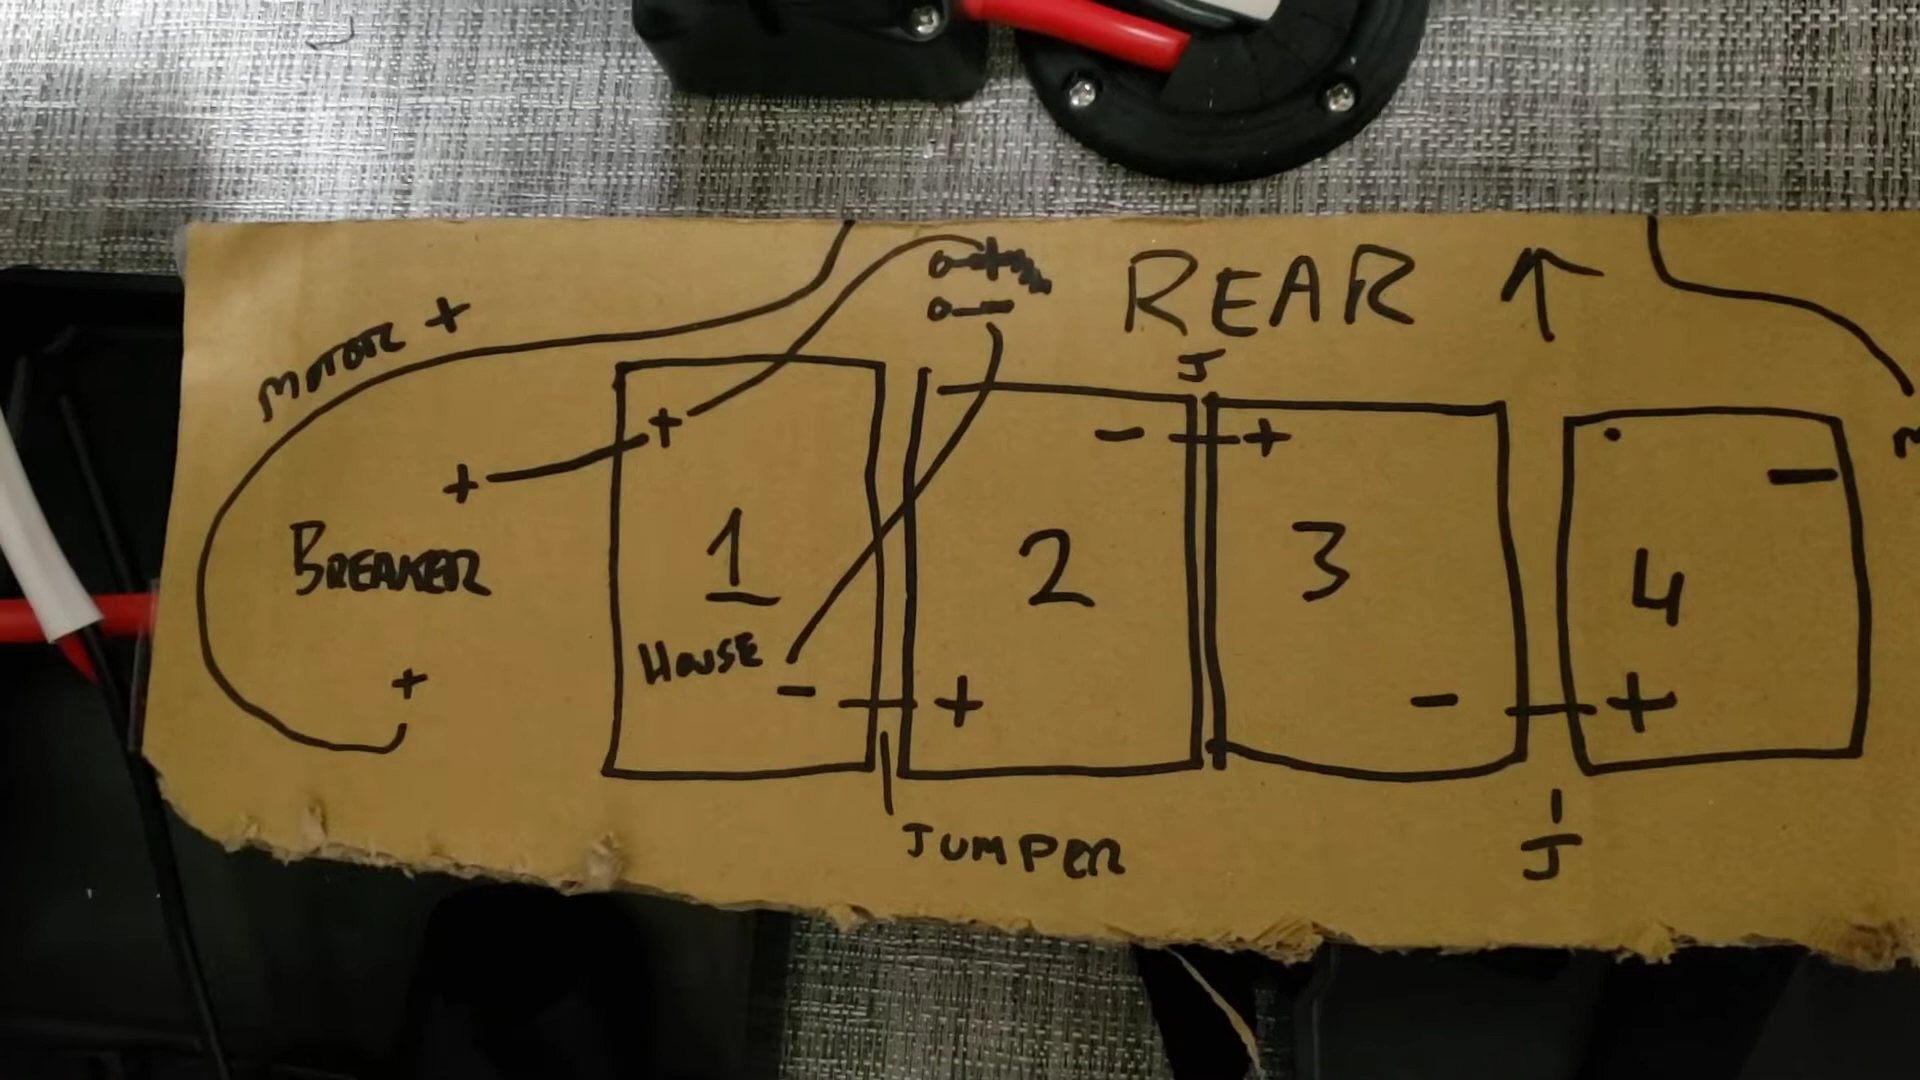 REAR ↑
MOTOR +
J
+
- +
-
+
BREAKER
1
2
3
4
HOUSE
+
-
+
-
+
JUMPER
J